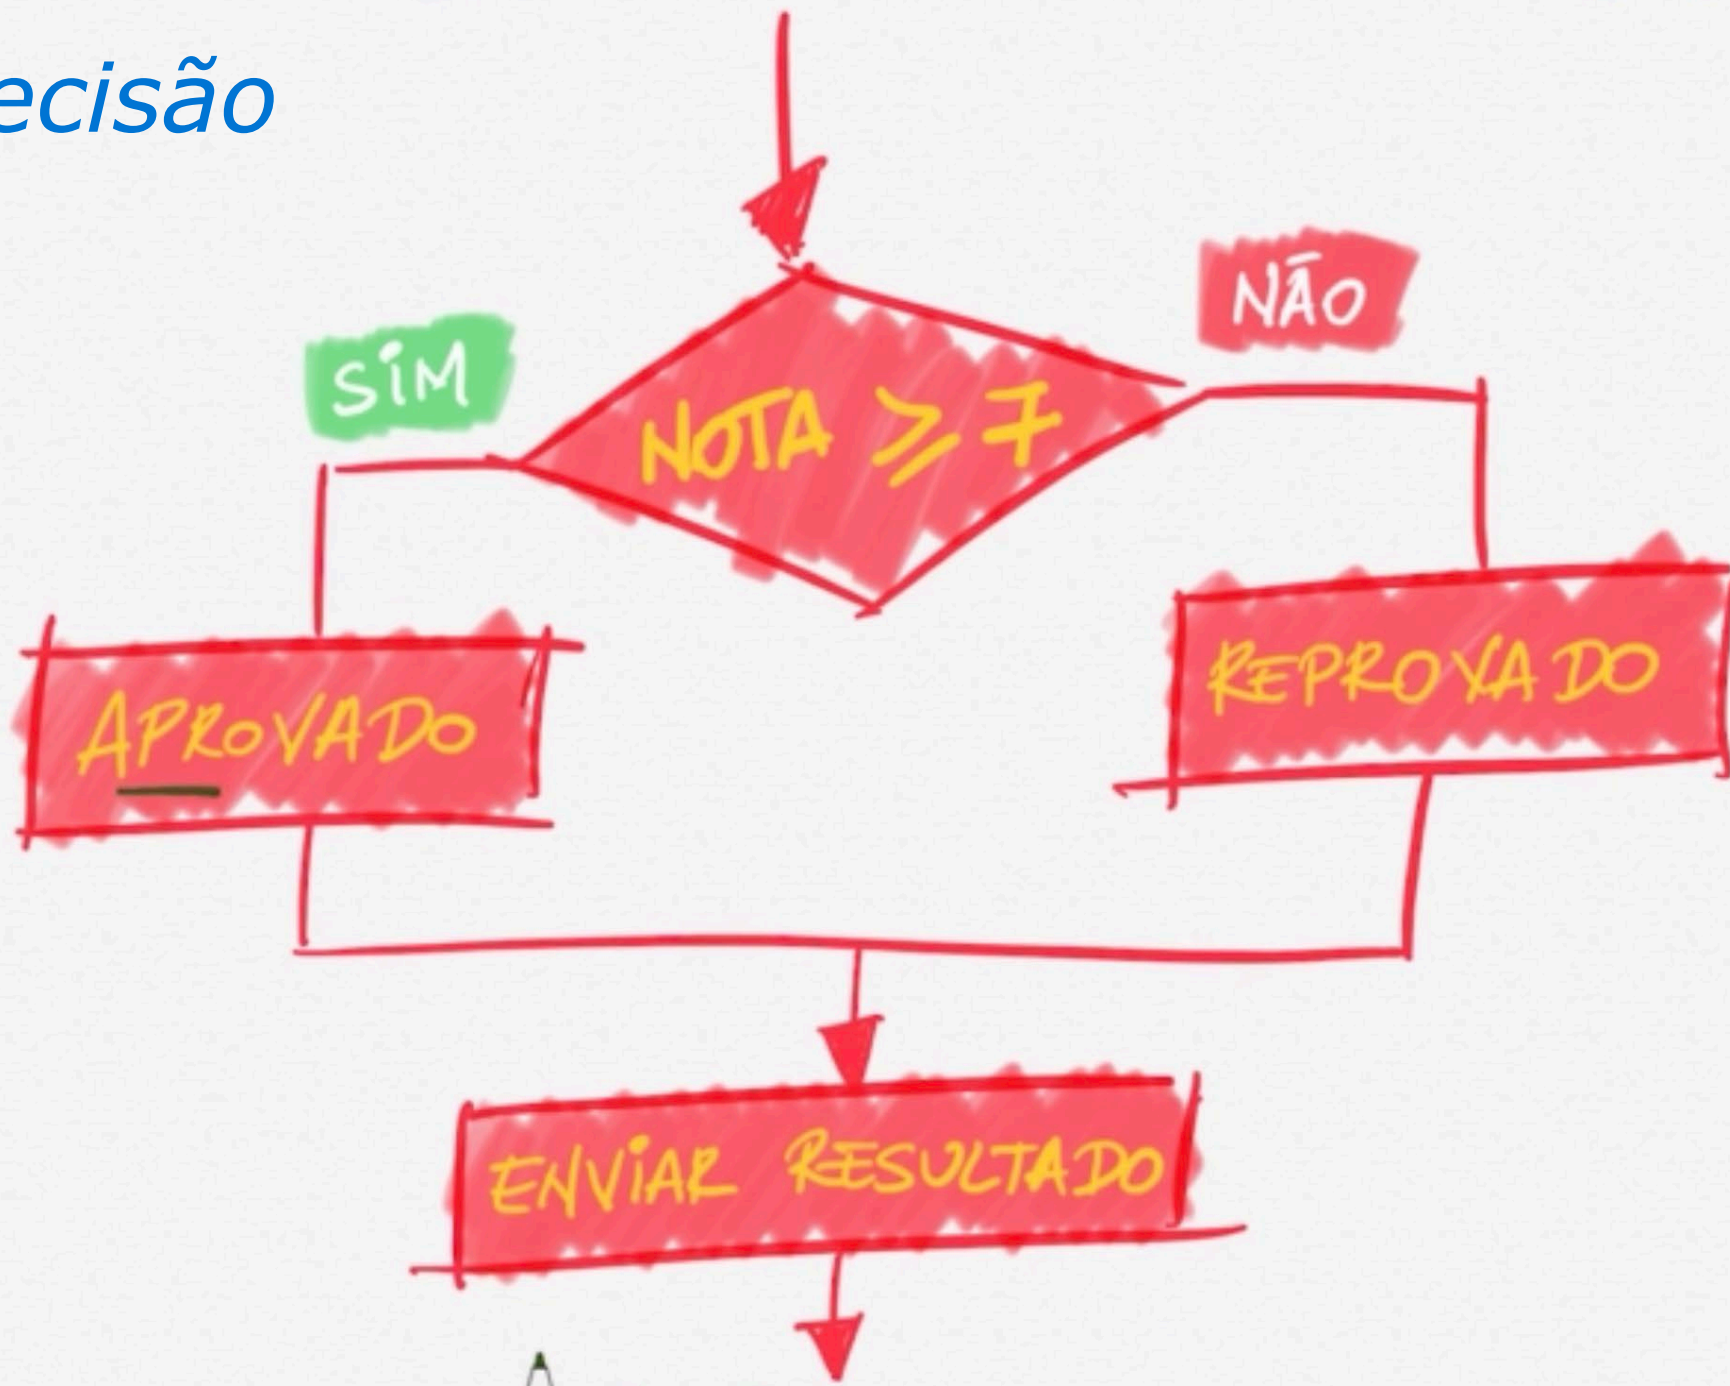 ecisão
NÃO
SIM
NOTA ≥ 7
APROVADO
REPROVADO
ENVIAR RESULTADO